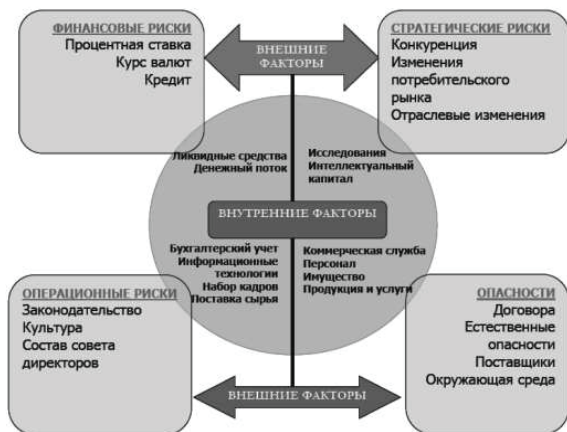 ФИНАНСОВЫЕ РИСКИ
Процентная ставка
Курс валют
Кредит
ВНЕШНИЕ
ФАКТОРЫ
СТРАТЕГИЧЕСКИЕ РИСКИ
Конкуренция
Изменения
потребительского
рынка
Отраслевые изменения
Ликвидные средства
Денежный поток
Исследования
Интеллектуальный
капитал
ВНУТРЕННИЕ ФАКТОРЫ
Бухгалтерский учет
Информационные
технологии
Набор кадров
Поставка сырья
Коммерческая служба
Персонал
Имущество
Продукция и услуги
ОПЕРАЦИОННЫЕ РИСКИ
Законодательство
Культура
Состав совета
директоров
ОПАСНОСТИ
Договора
Естественные
опасности
Поставщики
Окружающая среда
ВНЕШНИЕ ФАКТОРЫ